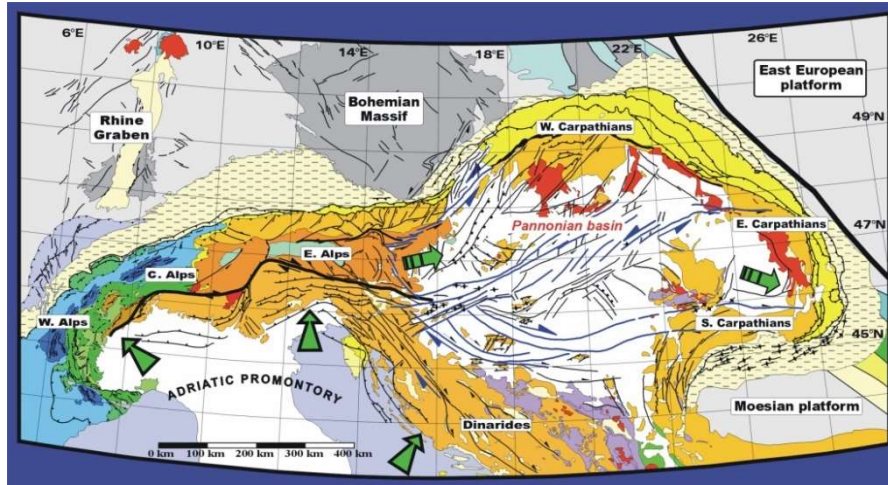 6°E
10°E
14°E
18°E
22°E
26°E
East European
platform
Rhine
Graben
Bohemian
Massif
49°N
W. Carpathians
47°N
Pannonian basin
E. Carpathians
E. Alps
C. Alps
W. Alps
S. Carpathians
45°N
ADRIATIC PROMONTORY
Moesian platform
Dinarides
0 km 100 km 200 km 300 km 400 km